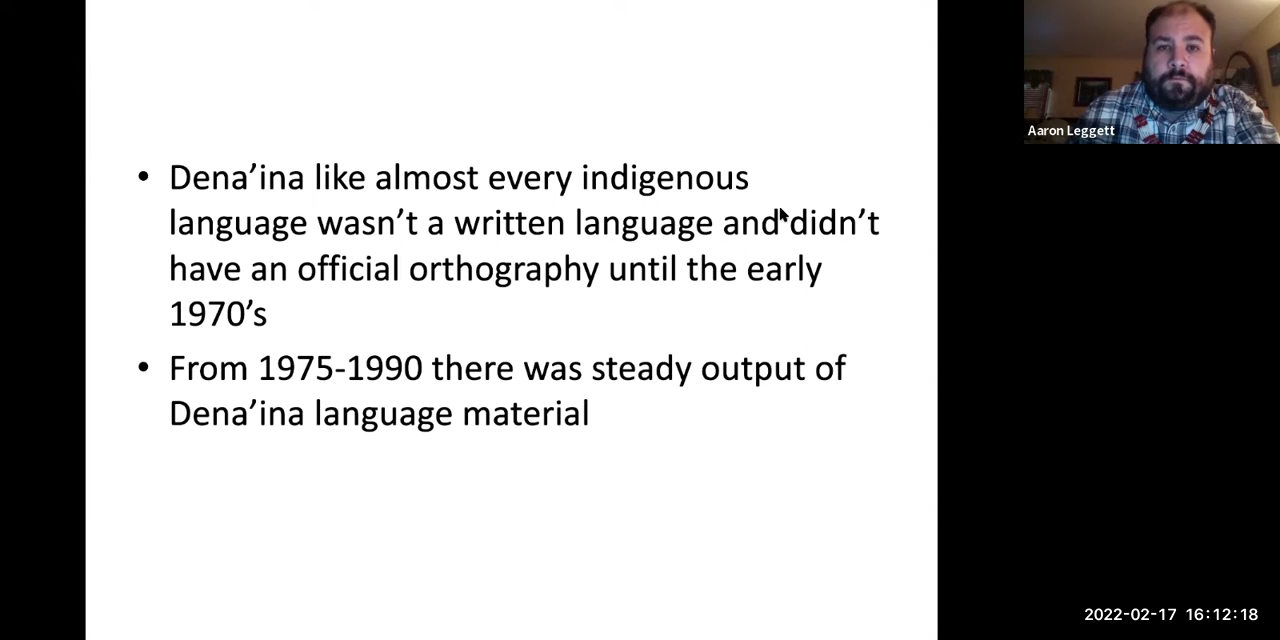 • Dena’ina like almost every indigenous
language wasn’t a written language and didn’t
have an official orthography until the early
1970’s
• From 1975-1990 there was steady output of
Dena’ina language material
Aaron Leggett
2022-02-17 16:12:18